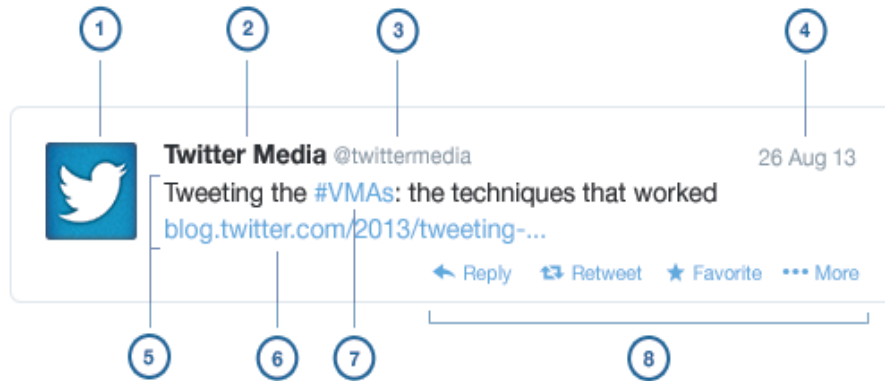 1 2 3 4
Twitter Media @twittermedia 26 Aug 13
Tweeting the #VMAs: the techniques that worked
blog.twitter.com/2013/tweeting-...
Reply Retweet Favorite More
5 6 7 8